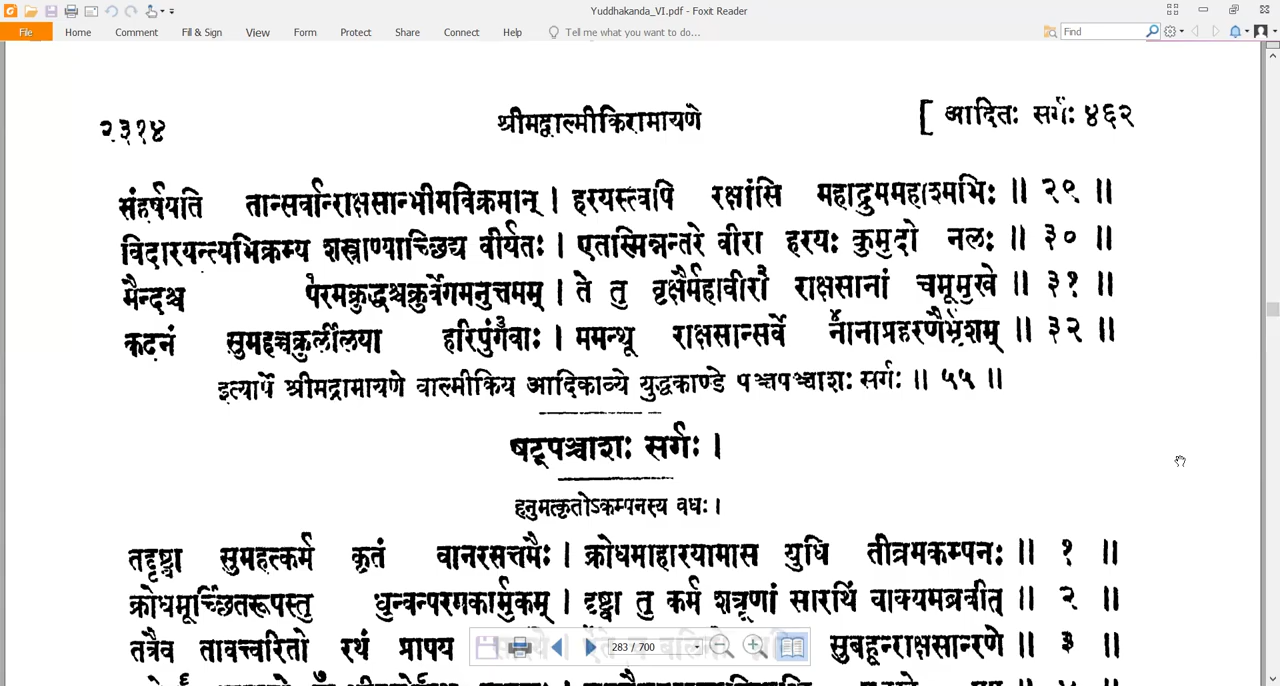 Yuddhakanda_VI.pdf - Foxit Reader
File Home Comment Fill & Sign View Form Protect Share Connect Help Tell me what you want to do... Find
२३१४ श्रीमद्वाल्मीकिरामायणे [ आदितः सर्गः ४६२
संहर्षयति तान्सर्वान्राक्षसान्भीमविक्रमान् । हरयस्त्वपि रक्षांसि महाद्रुममहाश्मभिः ॥ २९ ॥
विदारयन्त्यभिक्रम्य शस्त्राण्याच्छिद्य वीर्यतः । एतस्मिन्नन्तरे वीरा हरयः कुमुदो नलः ॥ ३० ॥
मैन्दश्च परमक्रुद्धश्चक्रुर्वेगमनुत्तमम् । ते तु वृक्षैर्महावीरा राक्षसानां चमूमुखे ॥ ३१ ॥
कदनं सुमहच्चक्रुर्लीलया हरिपुंगवाः । ममन्थू राक्षसान्सर्वे नानाप्रहरणैर्भृशम् ॥ ३२ ॥
इत्यार्षे श्रीमद्रामायणे वाल्मीकिय आदिकाव्ये युद्धकाण्डे पञ्चपञ्चाशः सर्गः ॥ ५५ ॥
षट्पञ्चाशः सर्गः ।
हनुमत्कृतोऽकम्पनस्य वधः ।
तद्दृष्ट्वा सुमहत्कर्म कृतं वानरसत्तमैः । क्रोधमाहारयामास युधि तीव्रमकम्पनः ॥ १ ॥
क्रोधमूर्च्छितरूपस्तु धून्वन्परमकार्मुकम् । दृष्ट्वा तु कर्म शत्रूणां सारथिं वाक्यमब्रवीत् ॥ २ ॥
तत्रैव तावत्त्वरितो रथं प्रापय सुबहून्राक्षसान्रणे ॥ ३ ॥
283 / 700